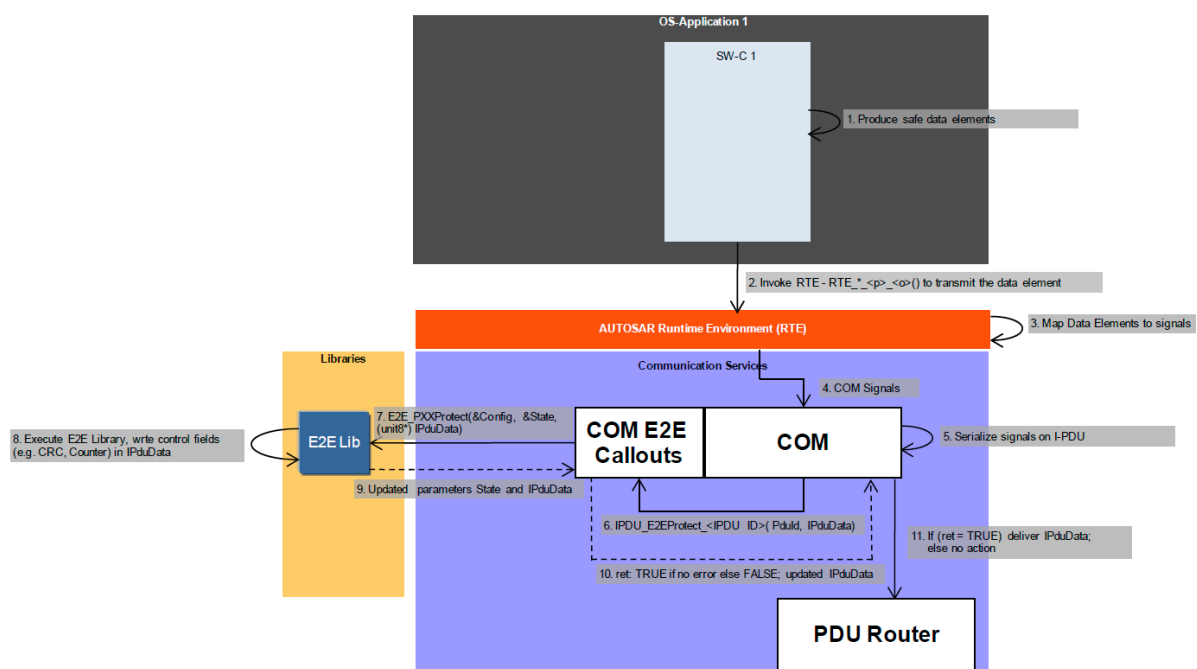 OS-Application 1
SW-C 1
1. Produce safe data elements
2. Invoke RTE - RTE_*_<p>_<o>() to transmit the data element
AUTOSAR Runtime Environment (RTE)
3. Map Data Elements to signals
Libraries
Communication Services
4. COM Signals
7. E2E_PXXProtect(&Config, &State,
(unit8*) IPduData)
8. Execute E2E Library, wrte control fields
(e.g. CRC, Counter) in IPduData
E2E Lib
COM E2E
Callouts
COM
5. Serialize signals on I-PDU
9. Updated parameters State and IPduData
6. IPDU_E2EProtect_<IPDU ID>( PduId, IPduData)
11. If (ret = TRUE) deliver IPduData;
else no action
10. ret: TRUE if no error else FALSE; updated IPduData
PDU Router